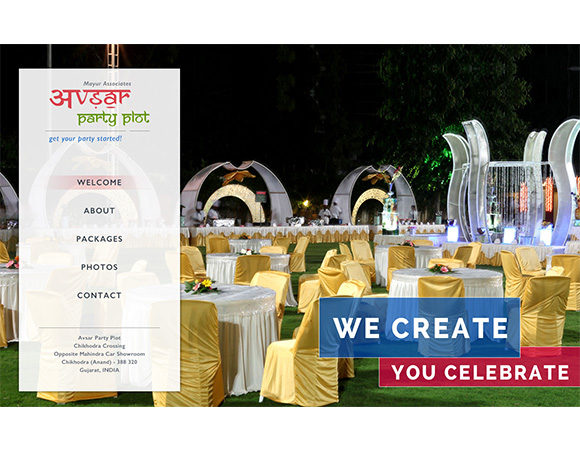 Mayur Associates
अvsar
party plot
get your party started!
WELCOME
ABOUT
PACKAGES
PHOTOS
CONTACT
Avsar Party Plot
Chikhodra Crossing
Opposite Mahindra Car Showroom
Chikhodra (Anand) - 388 320
Gujarat, INDIA
WE CREATE
YOU CELEBRATE